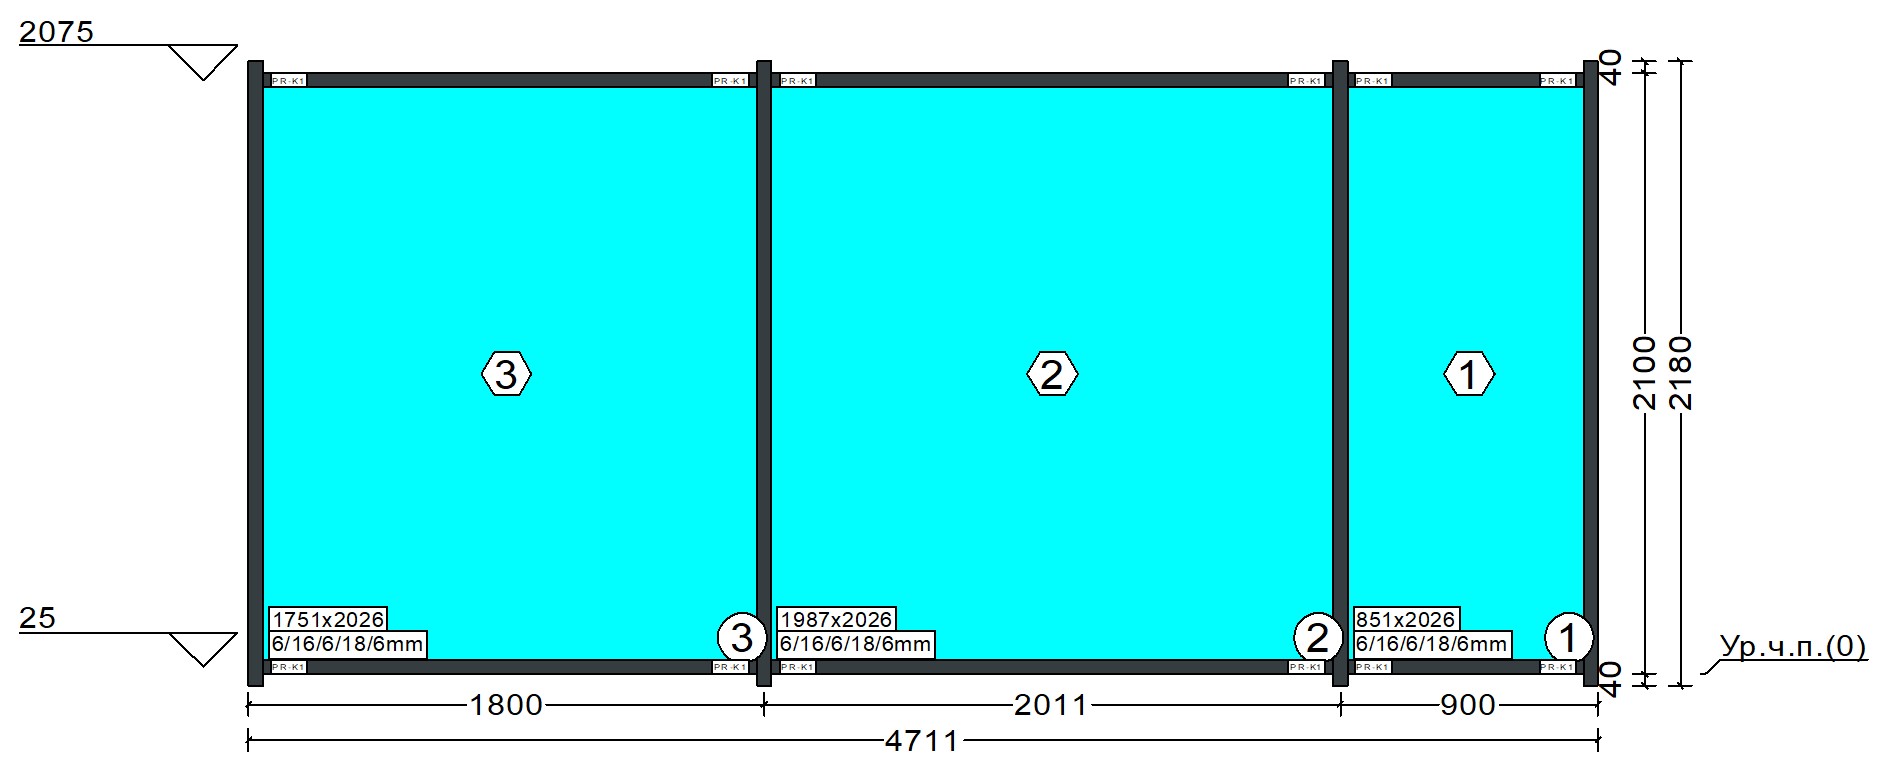 2075
PR-K1 PR-K1 PR-K1 PR-K1 PR-K1 PR-K1
40
3 2 1
2100
2180
25
1751x2026
6/16/6/18/6mm
3
1987x2026
6/16/6/18/6mm
2
851x2026
6/16/6/18/6mm
1
Ур.ч.п.(0)
PR-K1 PR-K1 PR-K1 PR-K1 PR-K1 PR-K1
40
1800 2011 900
4711